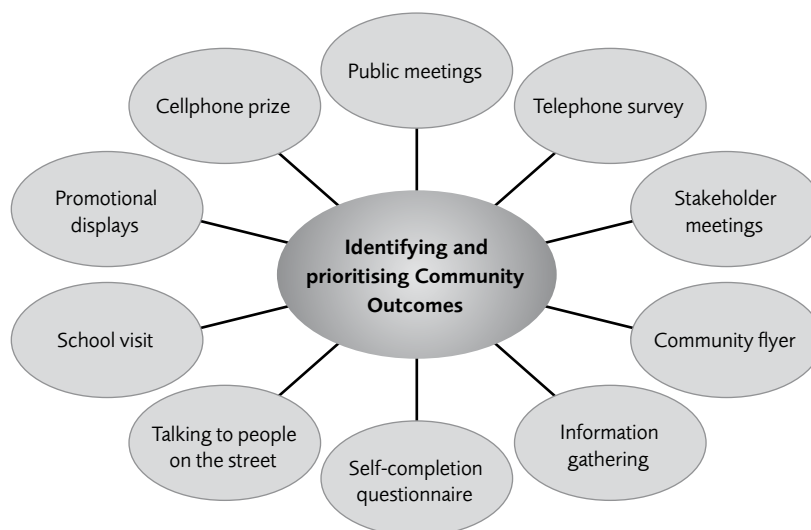 Public meetings
Cellphone prize
Telephone survey
Promotional
displays
Stakeholder
meetings
Identifying and
prioritising Community
Outcomes
School visit
Community flyer
Talking to people
on the street
Information
gathering
Self-completion
questionnaire